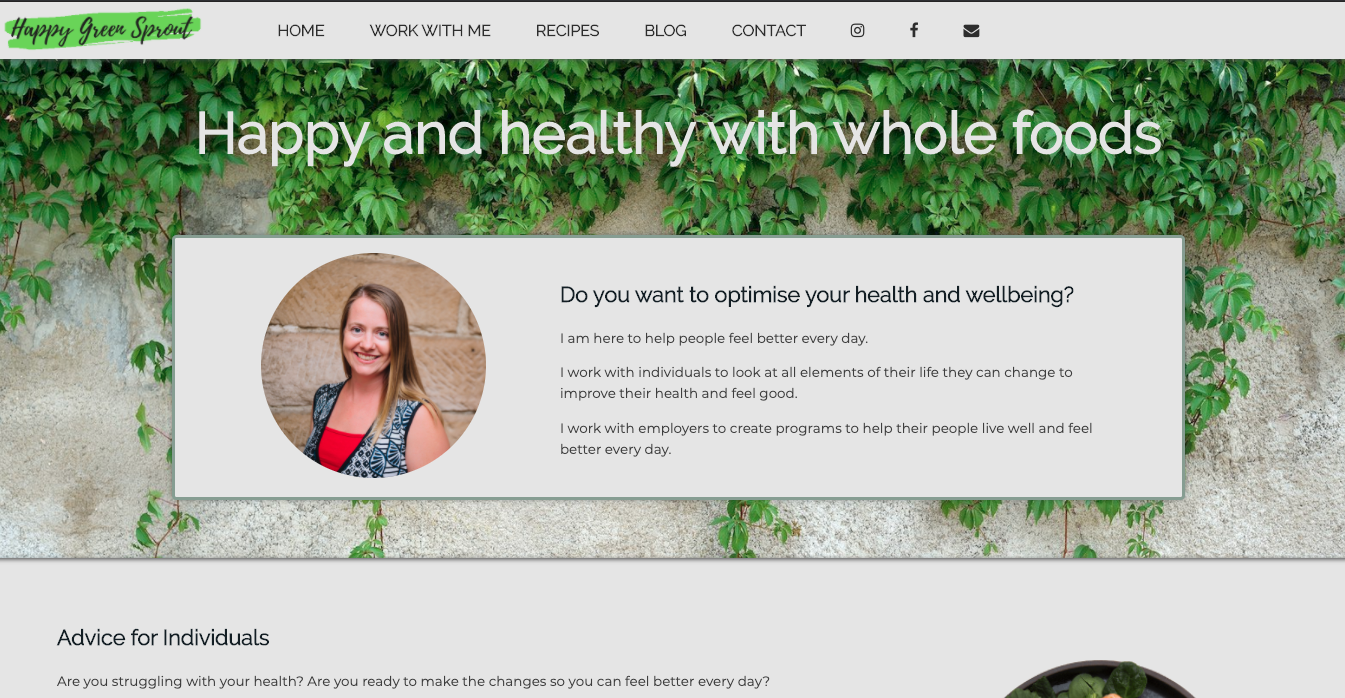 Happy Green Sprout
HOME
WORK WITH ME
RECIPES
BLOG
CONTACT
Happy and healthy with whole foods
Do you want to optimise your health and wellbeing?
I am here to help people feel better every day.
I work with individuals to look at all elements of their life they can change to
improve their health and feel good.
I work with employers to create programs to help their people live well and feel
better every day.
Advice for Individuals
Are you struggling with your health? Are you ready to make the changes so you can feel better every day?